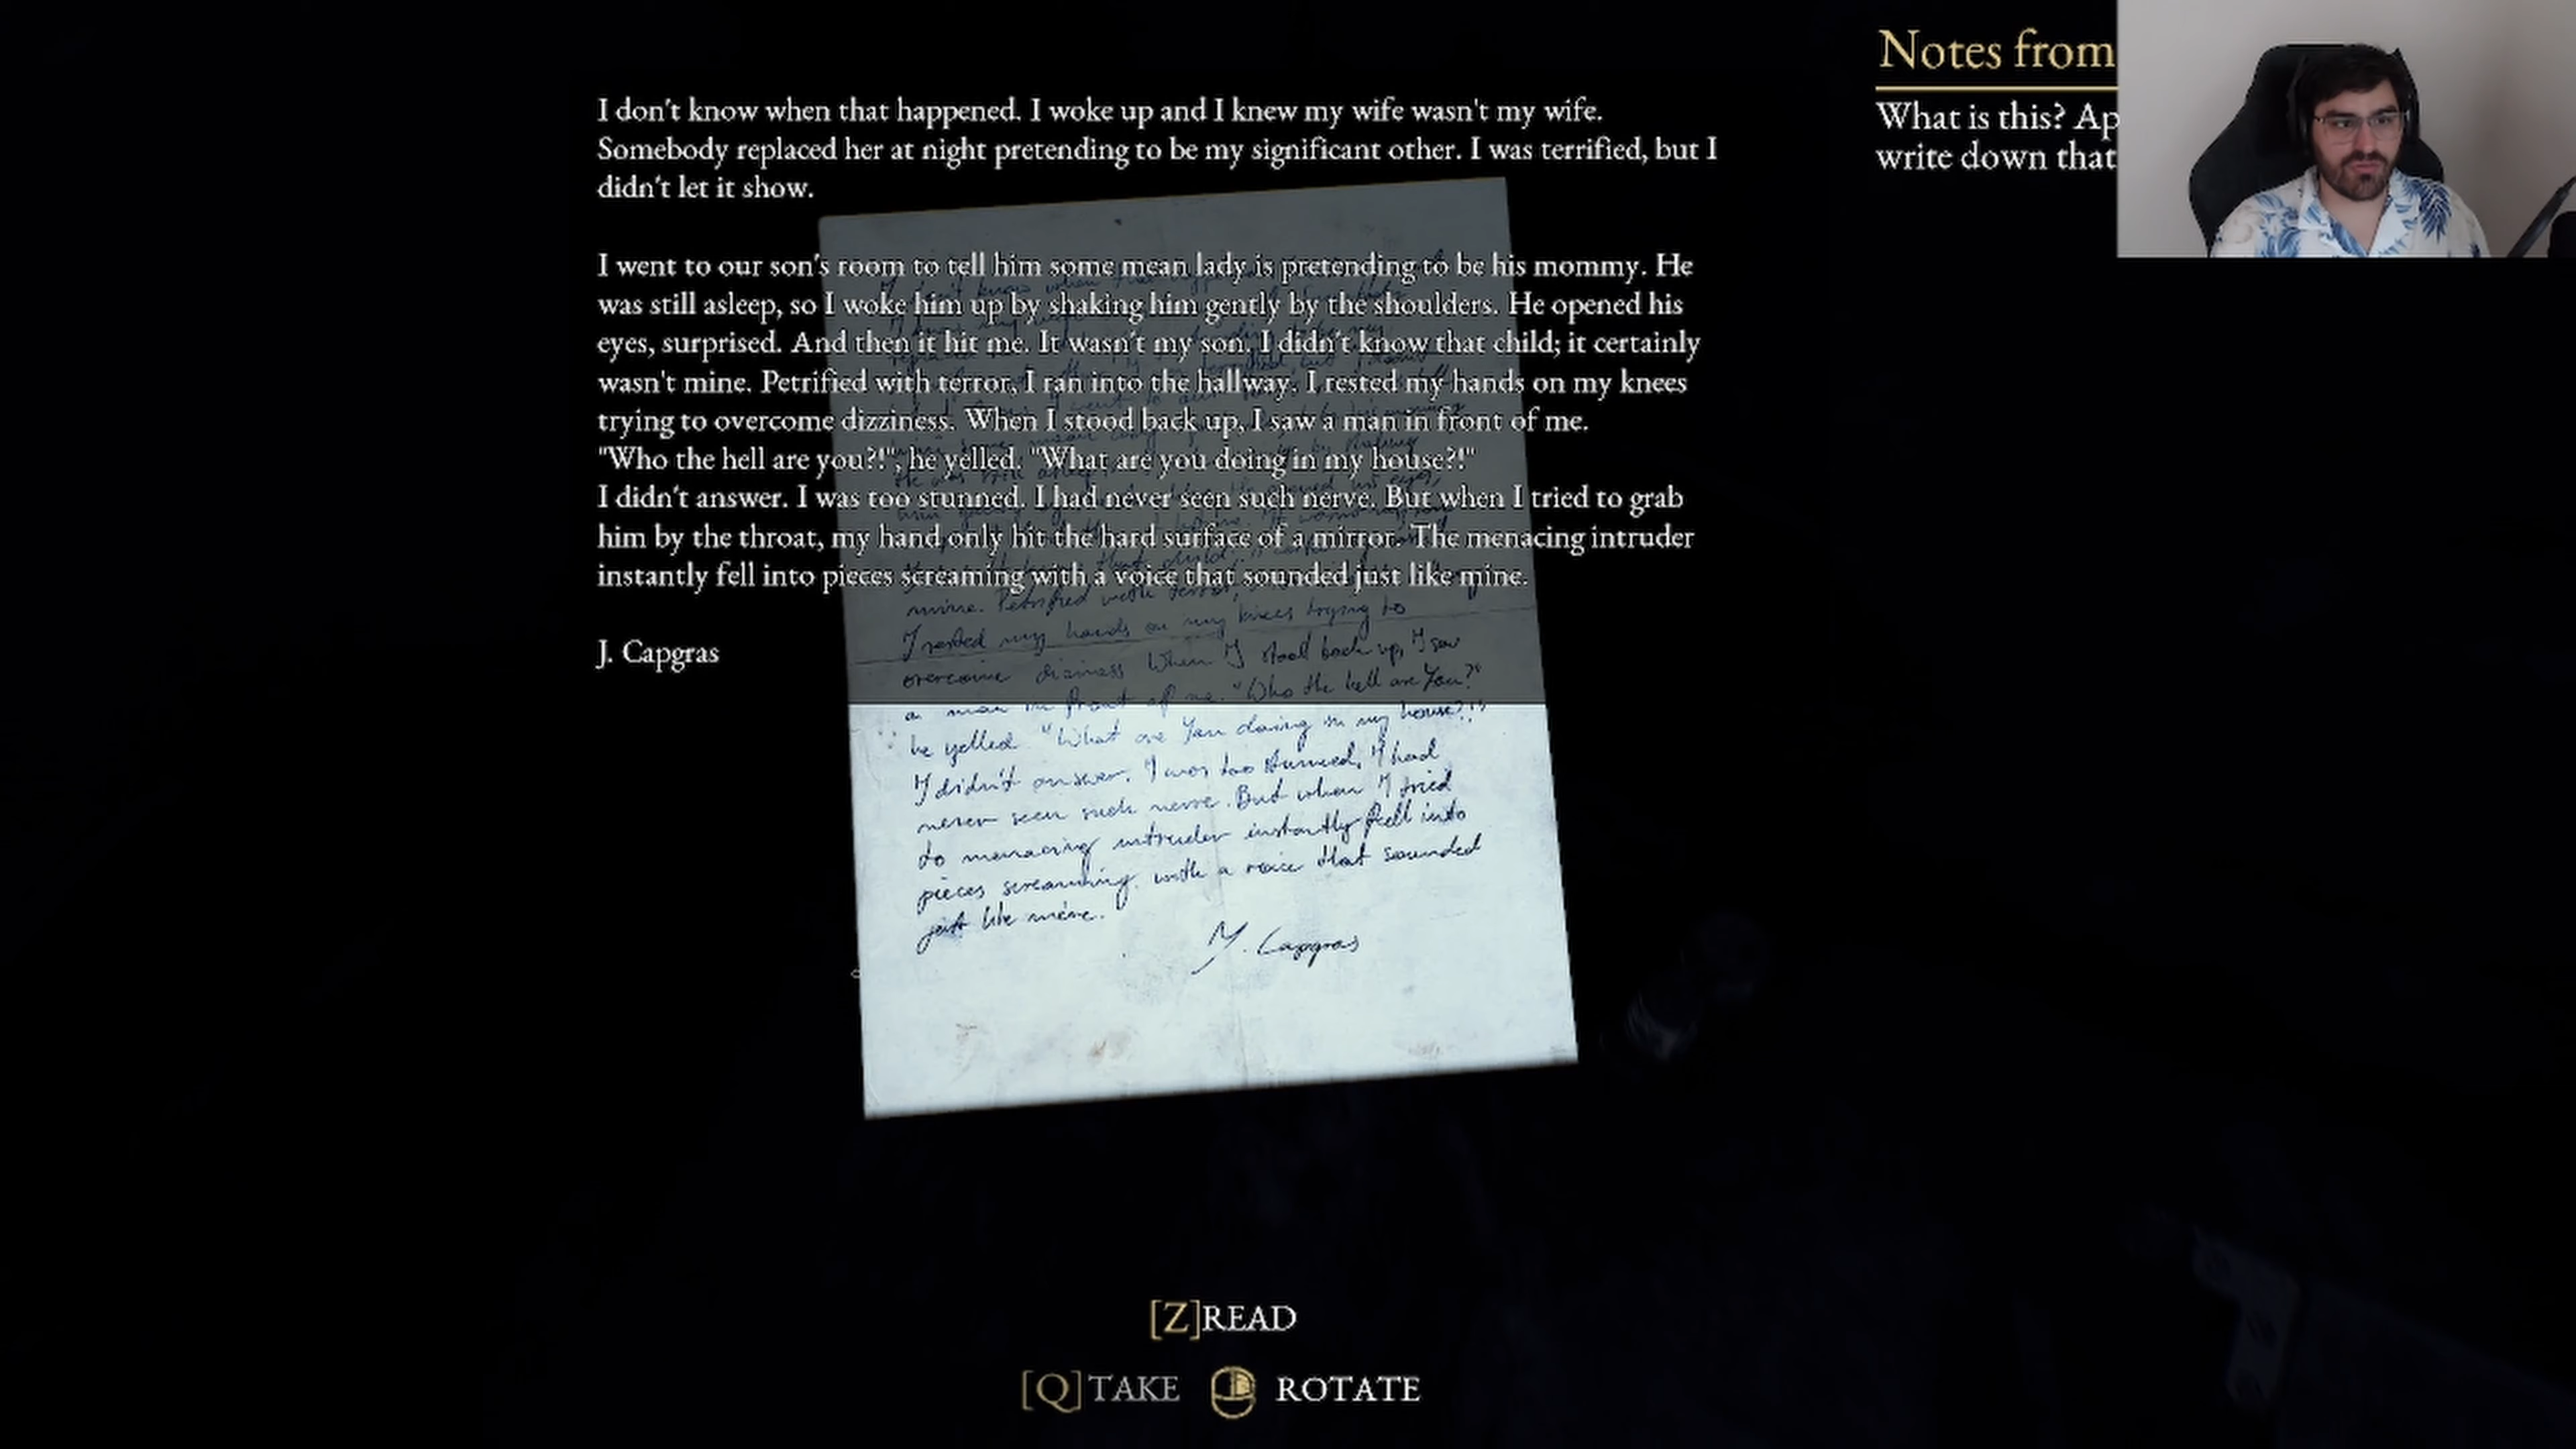 Notes from
What is this? Ap
write down that
I don't know when that happened. I woke up and I knew my wife wasn't my wife.
Somebody replaced her at night pretending to be my significant other. I was terrified, but I
didn't let it show.
I went to our son's room to tell him some mean lady is pretending to be his mommy. He
was still asleep, so I woke him up by shaking him gently by the shoulders. He opened his
eyes, surprised. And then it hit me. It wasn't my son. I didn't know that child; it certainly
wasn't mine. Petrified with terror, I ran into the hallway. I rested my hands on my knees
trying to overcome dizziness. When I stood back up, I saw a man in front of me.
"Who the hell are you?!", he yelled. "What are you doing in my house?!"
I didn't answer. I was too stunned. I had never seen such nerve. But when I tried to grab
him by the throat, my hand only hit the hard surface of a mirror. The menacing intruder
instantly fell into pieces screaming with a voice that sounded just like mine.
J. Capgras
mine. Petrified with terror,
I rested my hands on my knees trying to
overcome diziness When I stood back up, I saw
a man in front of me. "Who the hell are You?"
he yelled "What are You doing in my house?!"
I didn't answer. I was too stunned, I had
never seen such nerve. But when I tried
to menacing intruder instantly fell into
pieces screaming with a voice that sounded
just like mine.
J. Capgras
[Z]READ
[Q]TAKE ROTATE